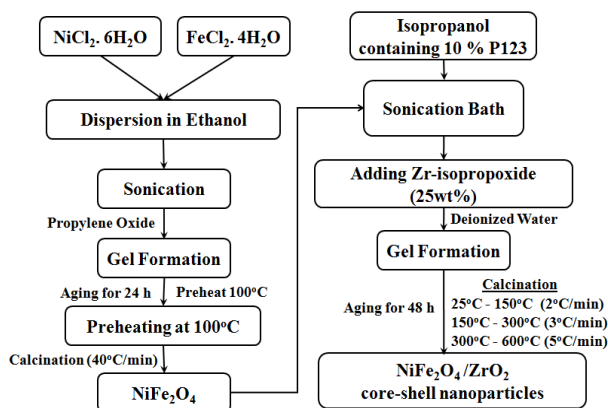 NiCl₂. 6H₂O
FeCl₂. 4H₂O
Dispersion in Ethanol
Sonication
Propylene Oxide
Gel Formation
Aging for 24 h
Preheat 100°C
Preheating at 100°C
Calcination (40°C/min)
NiFe₂O₄
Isopropanol
containing 10 % P123
Sonication Bath
Adding Zr-isopropoxide
(25wt%)
Deionized Water
Gel Formation
Aging for 48 h
Calcination
25°C - 150°C (2°C/min)
150°C - 300°C (3°C/min)
300°C - 600°C (5°C/min)
NiFe₂O₄ /ZrO₂
core-shell nanoparticles